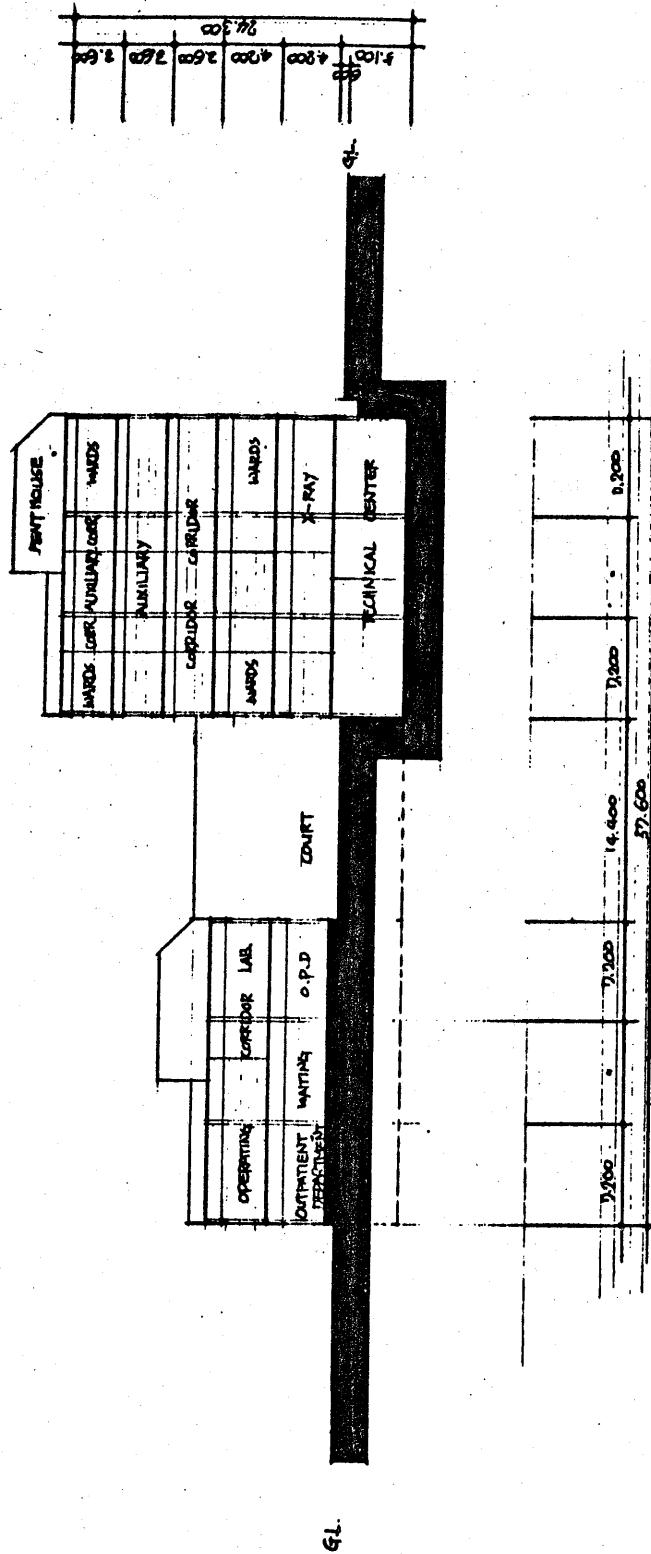 PENT HOUSE
WARDS CORR AUXILIARY CORR WARDS
AUXILIARY
CORRIDOR CORRIDOR
WARDS WARDS
X-RAY
TECHNICAL CENTER
OPERATING CORRIDOR LAB.
OUTPATIENT DEPARTMENT
WAITING O.P.D
COURT
GL.
GL.
3.600
3.600
3.600
4.200
4.200
5.100
24.300
7.200 7.200 14.400 7.200 7.200
57.600